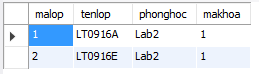 malop tenlop phonghoc makhoa
1 LT0916A Lab2 1
2 LT0916E Lab2 1